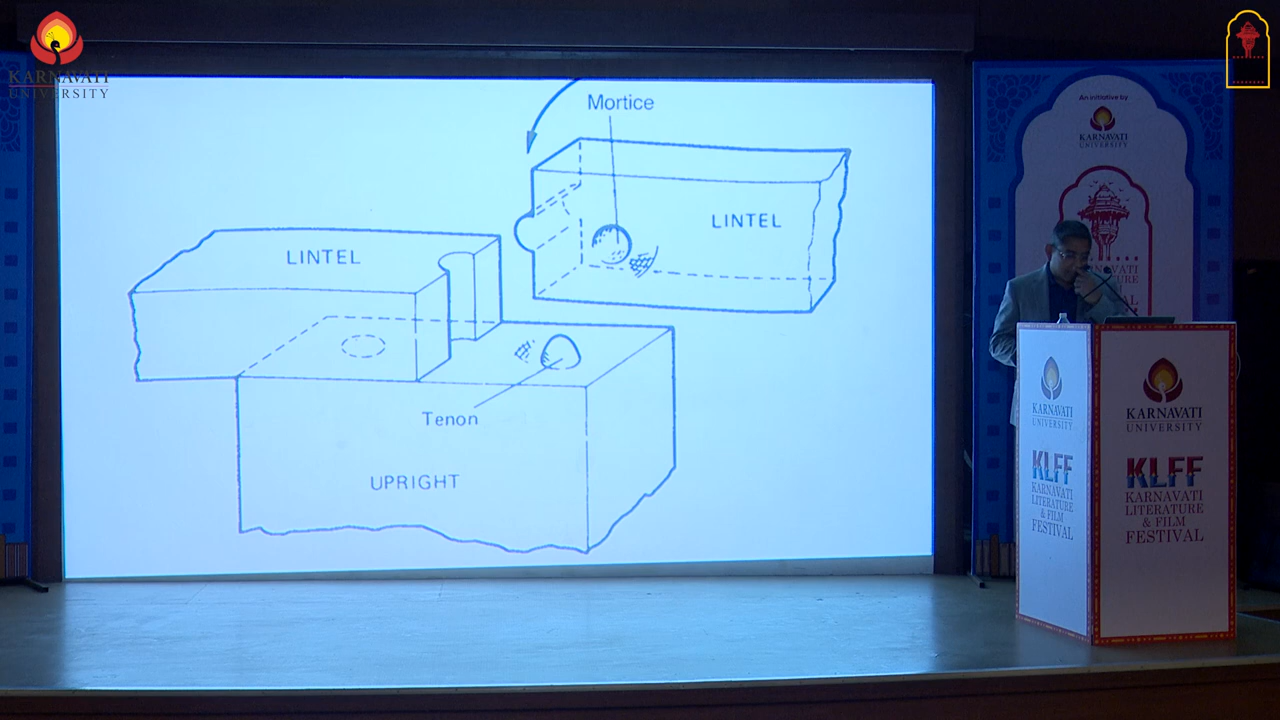 KARNAVATI
UNIVERSITY
Mortice
LINTEL
LINTEL
Tenon
UPRIGHT
An initiative by
KARNAVATI
UNIVERSITY
KARNAVATI
UNIVERSITY
KLFF
KARNAVATI
LITERATURE
& FILM
FESTIVAL
KARNAVATI
UNIVERSITY
KLFF
KARNAVATI
LITERATURE
& FILM
FESTIVAL